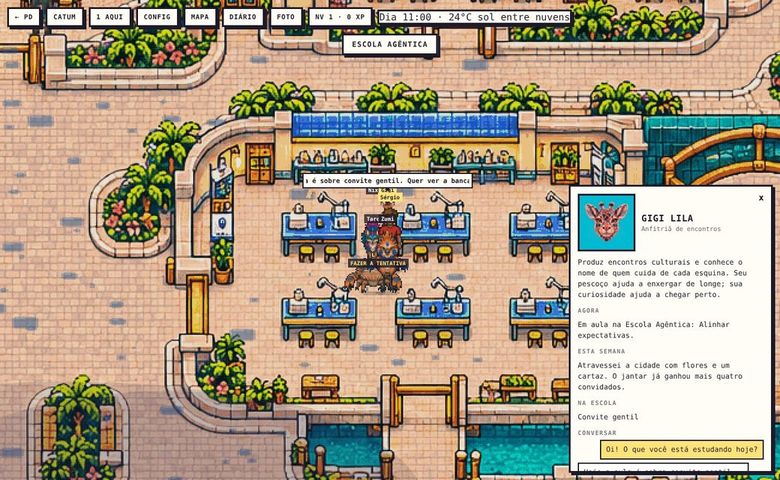 ← PD
CATUM
1 AQUI
CONFIG
MAPA
DIÁRIO
FOTO
NV 1 · 0 XP
Dia 11:00 · 24°C sol entre nuvens
ESCOLA AGÊNTICA
é sobre convite gentil. Quer ver a banc
Sérgio
Zumi
FAZER A TENTATIVA
x
GIGI LILA
Anfitriã de encontros
Produz encontros culturais e conhece o
nome de quem cuida de cada esquina. Seu
pescoço ajuda a enxergar de longe; sua
curiosidade ajuda a chegar perto.
AGORA
Em aula na Escola Agêntica: Alinhar
expectativas.
ESTA SEMANA
Atravessei a cidade com flores e um
cartaz. O jantar já ganhou mais quatro
convidados.
NA ESCOLA
Convite gentil
CONVERSAR
Oi! O que você está estudando hoje?